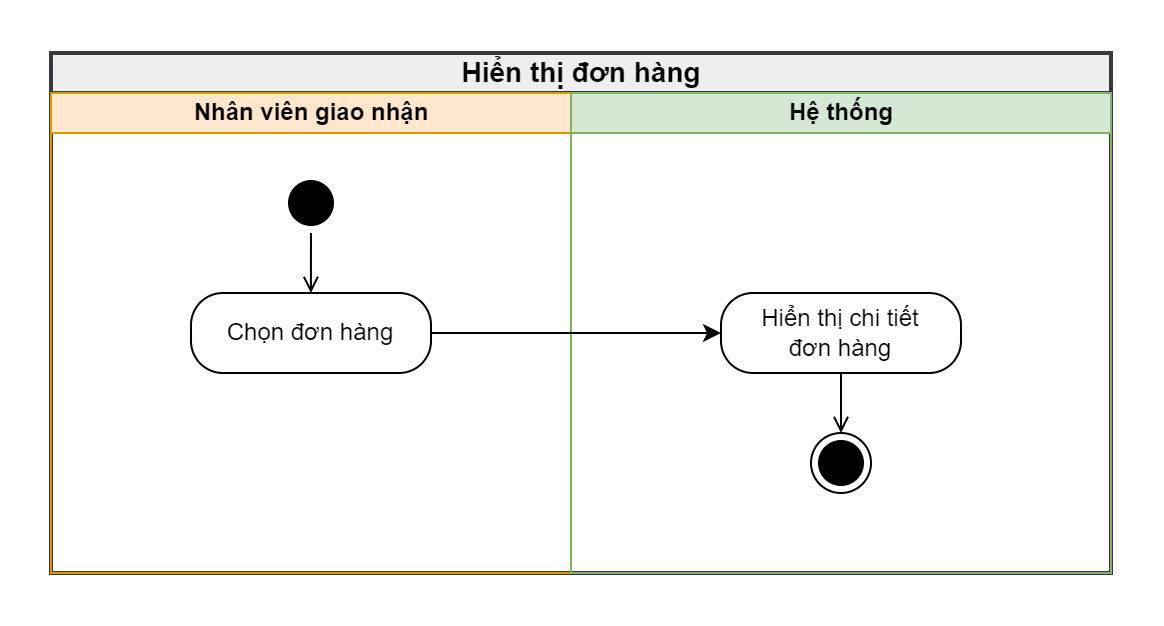 Hiển thị đơn hàng
Nhân viên giao nhận
Hệ thống
Chọn đơn hàng
Hiển thị chi tiết
đơn hàng